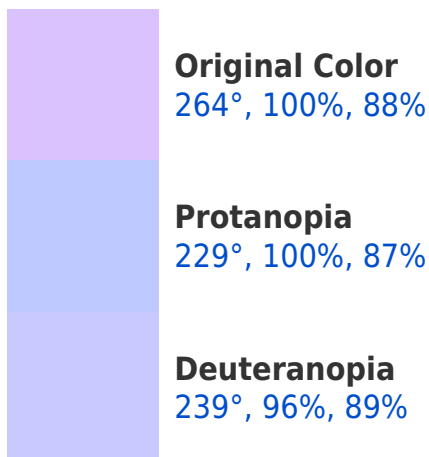 Original Color
264°, 100%, 88%
Protanopia
229°, 100%, 87%
Deuteranopia
239°, 96%, 89%